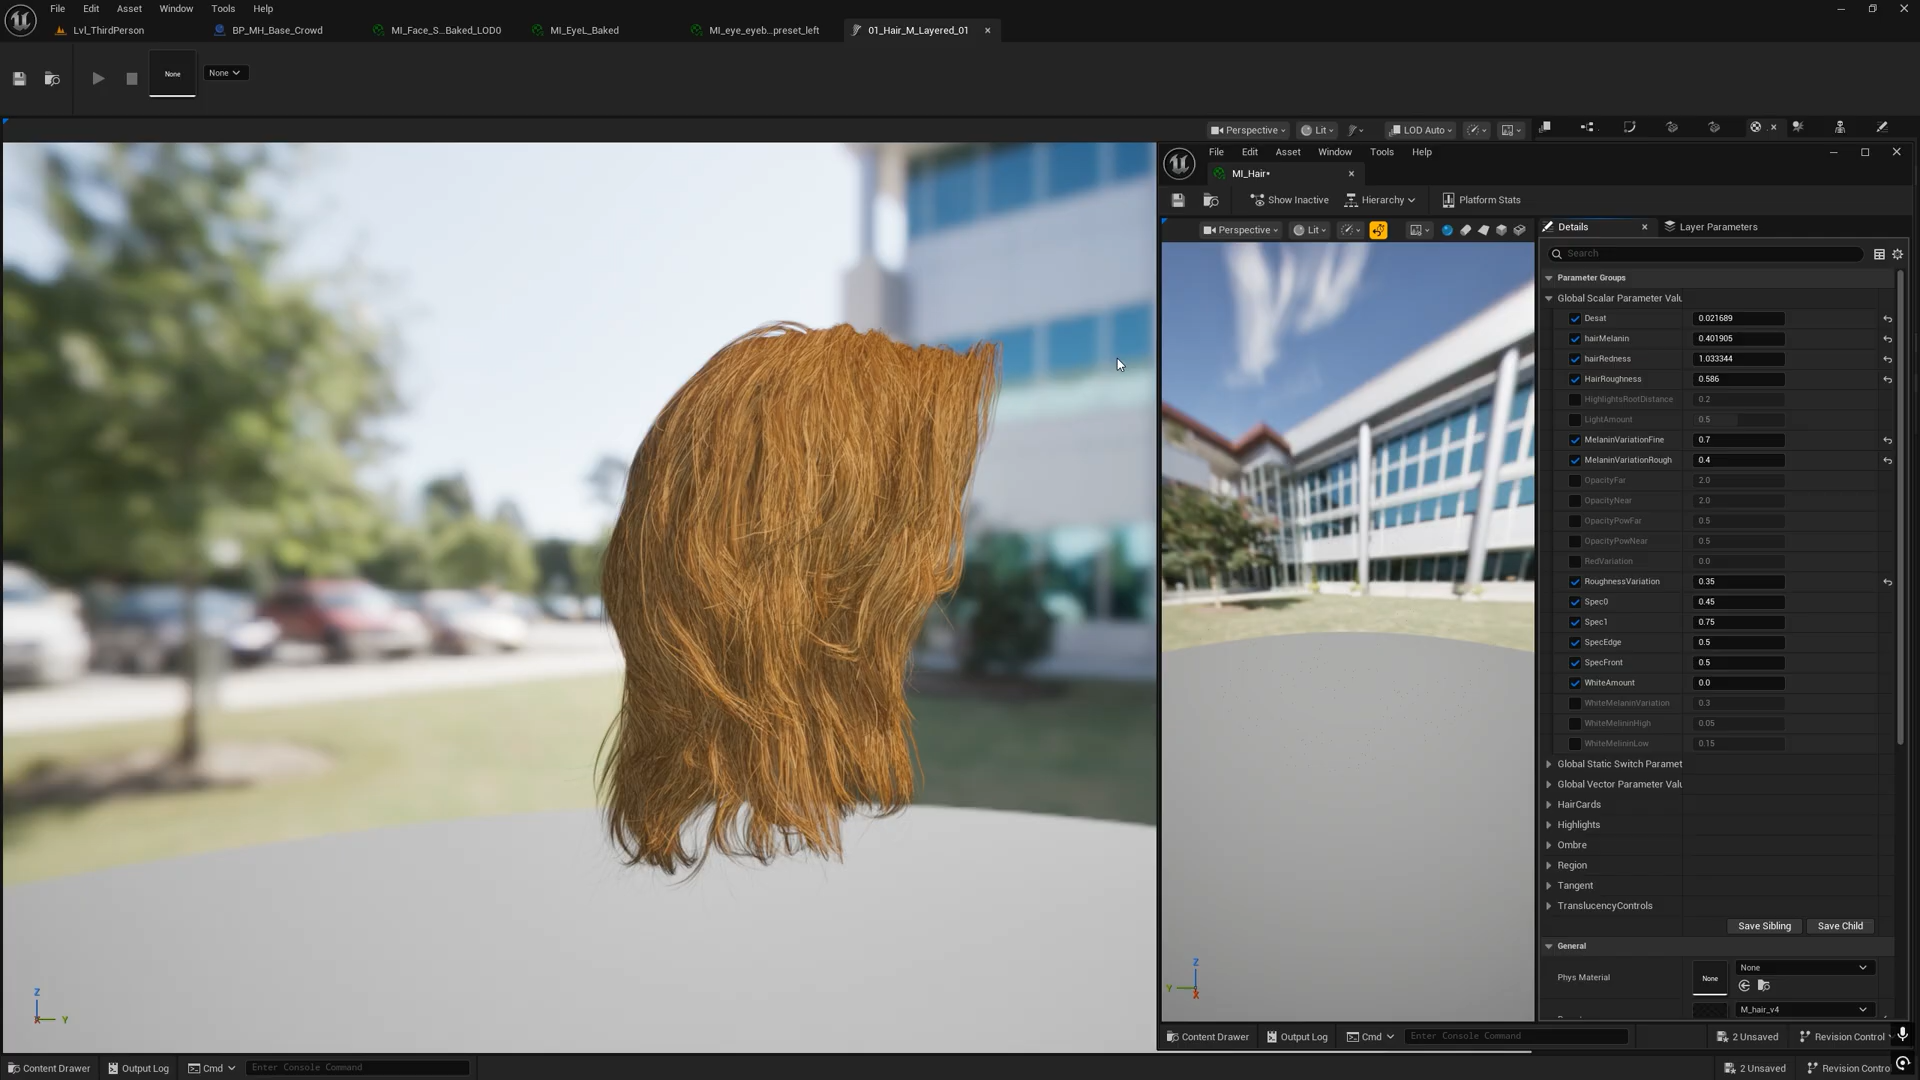 File Edit Asset Window Tools Help
Lvl_ThirdPerson BP_MH_Base_Crowd MI_Face_S...Baked_LOD0 MI_EyeL_Baked MI_eye_eyeb...preset_left 01_Hair_M_Layered_01
None None
Perspective Lit LOD Auto
File Edit Asset Window Tools Help
MI_Hair*
Show Inactive Hierarchy Platform Stats
Perspective Lit
Details Layer Parameters
Search
Parameter Groups
Global Scalar Parameter Valu
Desat 0.021689
hairMelanin 0.401905
hairRedness 1.033344
HairRoughness 0.586
HighlightsRootDistance 0.2
LightAmount 0.5
MelaninVariationFine 0.7
MelaninVariationRough 0.4
OpacityFar 2.0
OpacityNear 2.0
OpacityPowFar 0.5
OpacityPowNear 0.5
RedVariation 0.0
RoughnessVariation 0.35
Spec0 0.45
Spec1 0.75
SpecEdge 0.5
SpecFront 0.5
WhiteAmount 0.0
WhiteMelaninVariation 0.3
WhiteMelininHigh 0.05
WhiteMelininLow 0.15
Global Static Switch Paramet
Global Vector Parameter Valu
HairCards
Highlights
Ombre
Region
Tangent
TranslucencyControls
Save Sibling Save Child
General
Phys Material None None
M_hair_v4
Z Y X
Z Y X
Content Drawer Output Log Cmd Enter Console Command 2 Unsaved Revision Control
Content Drawer Output Log Cmd Enter Console Command 2 Unsaved Revision Contro